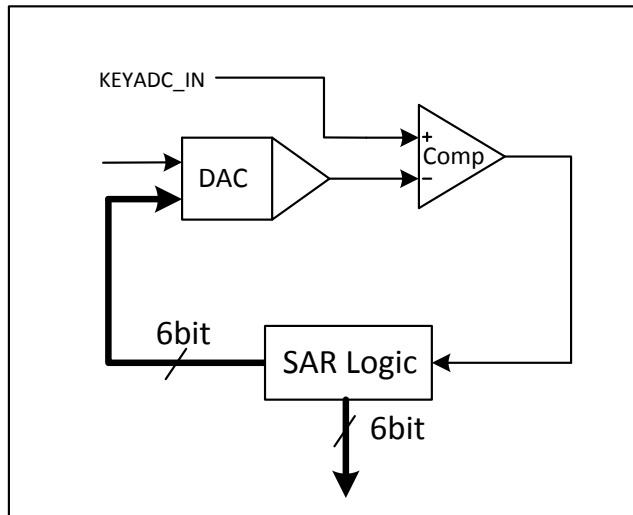 KEYADC_IN
+
Comp
DAC
−
6bit
SAR Logic
6bit